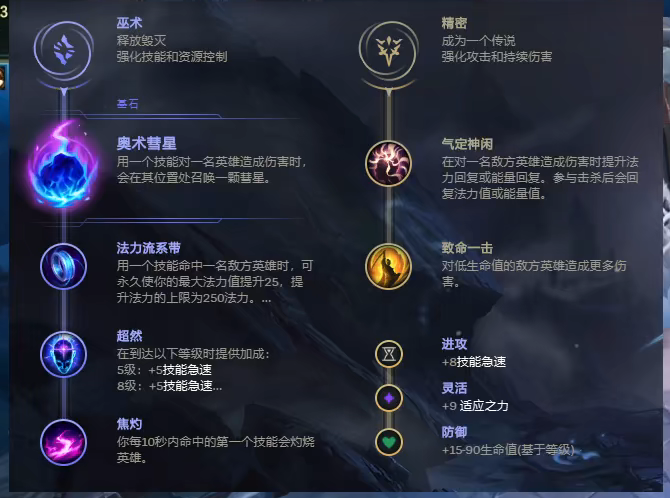 3
巫术
释放毁灭
强化技能和资源控制
基石
奥术彗星
用一个技能对一名英雄造成伤害时，
会在其位置处召唤一颗彗星。
法力流系带
用一个技能命中一名敌方英雄时，可
永久使你的最大法力值提升25，提
升法力的上限为250法力。...
超然
在到达以下等级时提供加成：
5级：+5技能急速
8级：+5技能急速...
焦灼
你每10秒内命中的第一个技能会灼烧
英雄。
精密
成为一个传说
强化攻击和持续伤害
气定神闲
在对一名敌方英雄造成伤害时提升法
力回复或能量回复。参与击杀后会回
复法力值或能量值。
致命一击
对低生命值的敌方英雄造成更多伤
害。
进攻
+8技能急速
灵活
+9 适应之力
防御
+15-90生命值(基于等级)